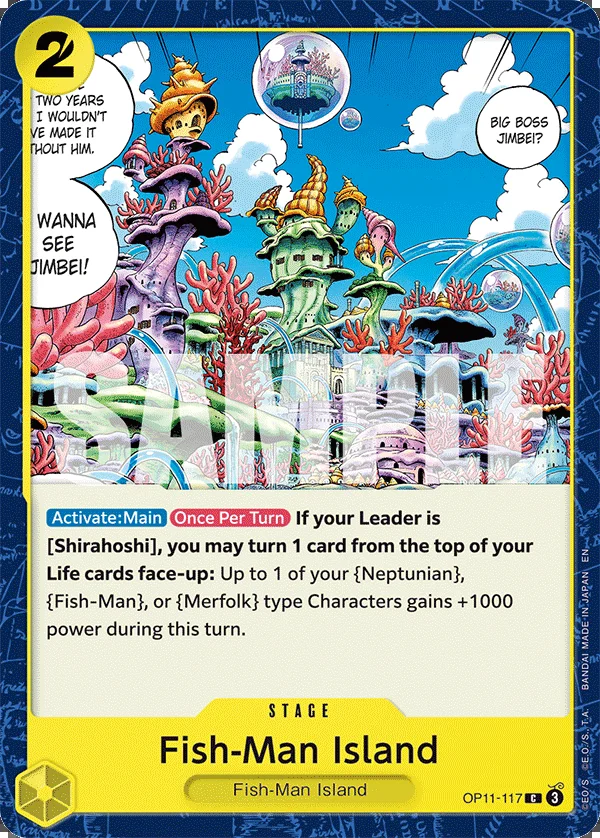 2
TWO YEARS
I WOULDN'T
VE MADE IT
THOUT HIM.
WANNA
SEE
JIMBEI!
BIG BOSS
JIMBEI?
SAMPLE
Activate:Main Once Per Turn If your Leader is
[Shirahoshi], you may turn 1 card from the top of your
Life cards face-up: Up to 1 of your {Neptunian},
{Fish-Man}, or {Merfolk} type Characters gains +1000
power during this turn.
STAGE
Fish-Man Island
Fish-Man Island
OP11-117 C 3
©E.O./S., ©E.O./S., T.A. BANDAI MADE IN JAPAN EN